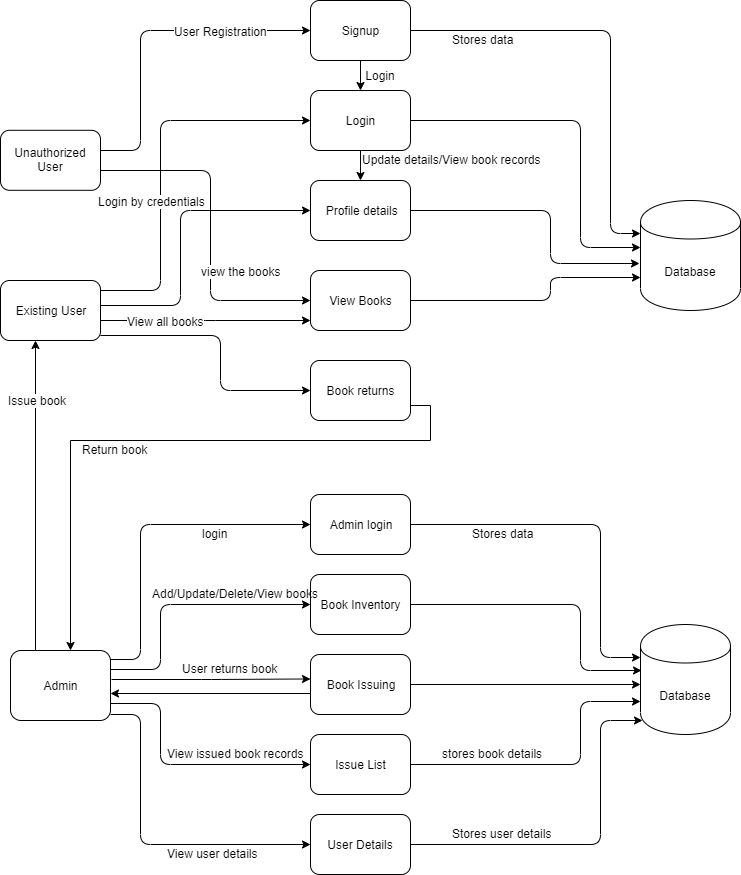 Signup
User Registration
Stores data
Login
Login
Unauthorized
User
Update details/View book records
Login by credentials
Profile details
view the books
Database
View Books
Existing User
View all books
Book returns
Issue book
Return book
Admin login
login
Stores data
Add/Update/Delete/View books
Book Inventory
User returns book
Admin
Book Issuing
Database
View issued book records
Issue List
stores book details
User Details
Stores user details
View user details